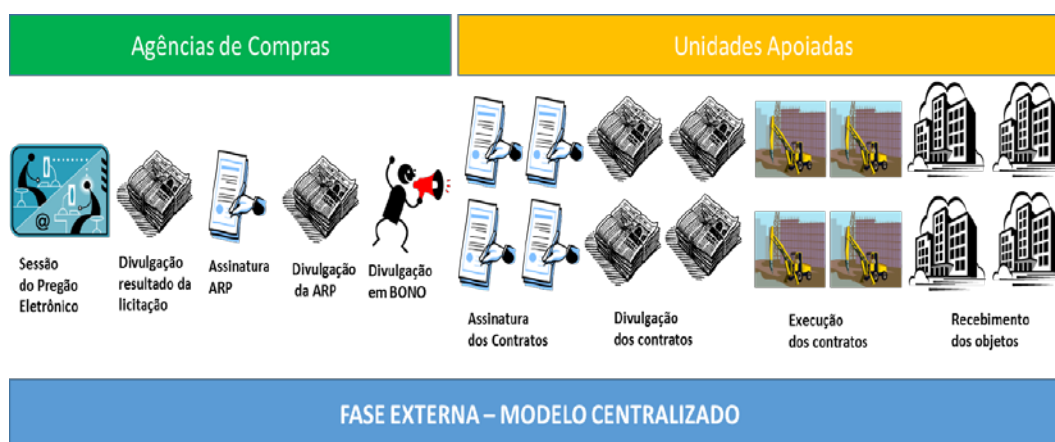 Agências de Compras
Unidades Apoiadas
@
Sessão
do Pregão
Eletrônico
Divulgação
resultado da
licitação
Assinatura
ARP
Divulgação
da ARP
Divulgação
em BONO
Assinatura
dos Contratos
Divulgação
dos contratos
Execução
dos contratos
Recebimento
dos objetos
FASE EXTERNA – MODELO CENTRALIZADO